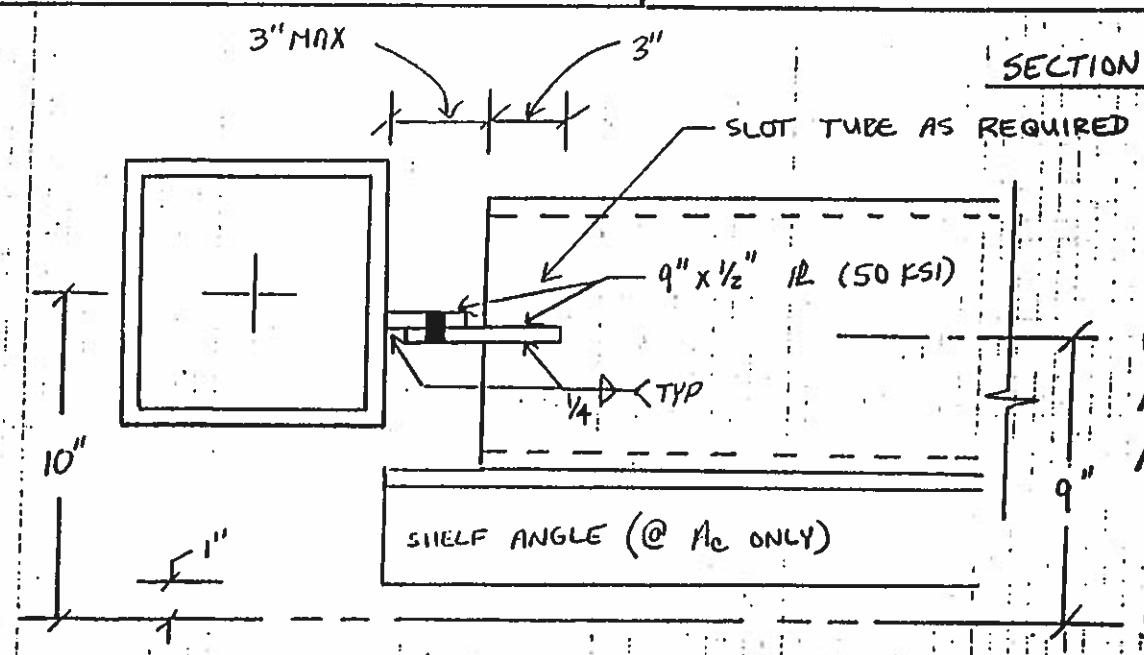 3" MAX
3"
SECTION
SLOT TUBE AS REQUIRED
9" x 1/2" PL (50 KSI)
1/4
TYP
10"
9"
1"
SHELF ANGLE (@ Ac ONLY)